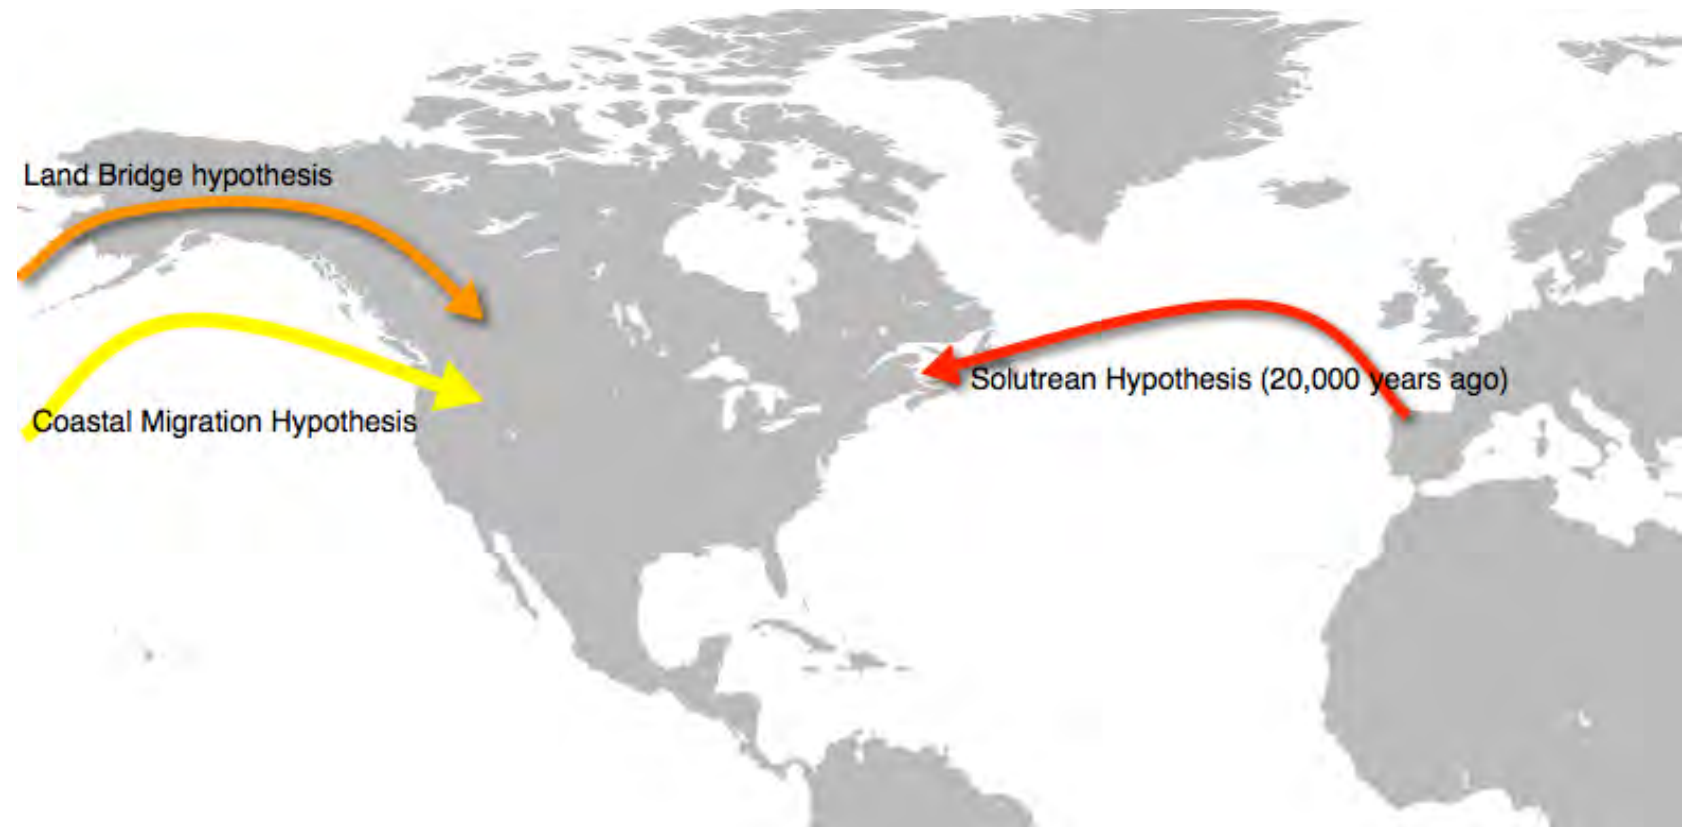 Land Bridge hypothesis
Solutrean Hypothesis (20,000 years ago)
Coastal Migration Hypothesis